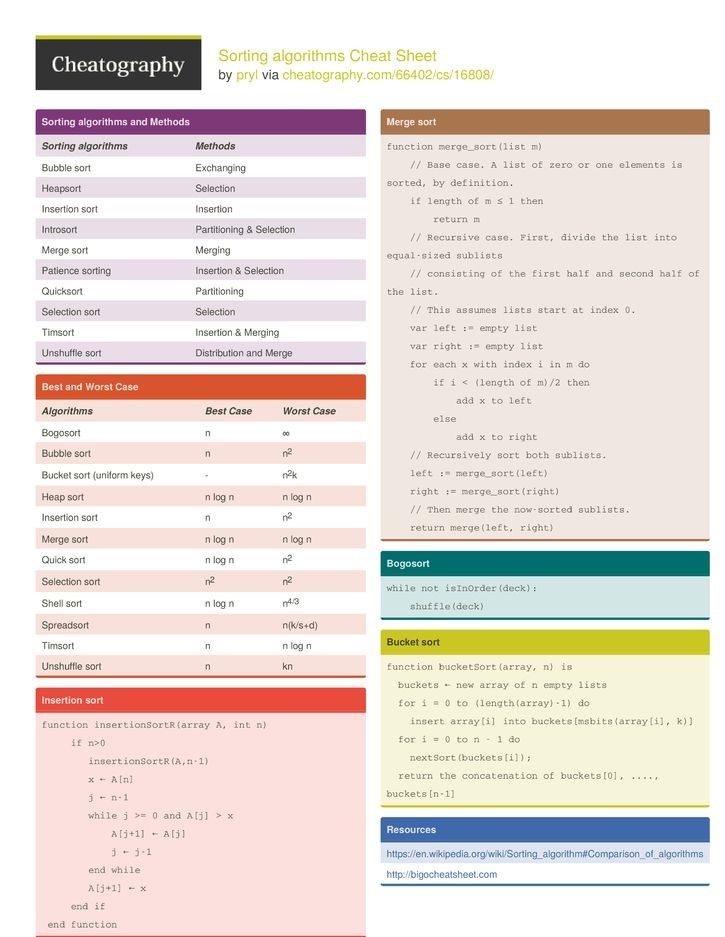 Cheatography
Sorting algorithms Cheat Sheet
by pryl via cheatography.com/66402/cs/16808/
Sorting algorithms and Methods
Sorting algorithms Methods
Bubble sort Exchanging
Heapsort Selection
Insertion sort Insertion
Introsort Partitioning & Selection
Merge sort Merging
Patience sorting Insertion & Selection
Quicksort Partitioning
Selection sort Selection
Timsort Insertion & Merging
Unshuffle sort Distribution and Merge
Best and Worst Case
Algorithms Best Case Worst Case
Bogosort n ∞
Bubble sort n n2
Bucket sort (uniform keys) - n2k
Heap sort n log n n log n
Insertion sort n n2
Merge sort n log n n log n
Quick sort n log n n2
Selection sort n2 n2
Shell sort n log n n4/3
Spreadsort n n(k/s+d)
Timsort n n log n
Unshuffle sort n kn
Insertion sort
function insertionSortR(array A, int n)
if n>0
insertionSortR(A,n-1)
x ← A[n]
j ← n-1
while j >= 0 and A[j] > x
A[j+1] ← A[j]
j ← j-1
end while
A[j+1] ← x
end if
end function
Merge sort
function merge_sort(list m)
// Base case. A list of zero or one elements is
sorted, by definition.
if length of m ≤ 1 then
return m
// Recursive case. First, divide the list into
equal-sized sublists
// consisting of the first half and second half of
the list.
// This assumes lists start at index 0.
var left := empty list
var right := empty list
for each x with index i in m do
if i < (length of m)/2 then
add x to left
else
add x to right
// Recursively sort both sublists.
left := merge_sort(left)
right := merge_sort(right)
// Then merge the now-sorted sublists.
return merge(left, right)
Bogosort
while not isInOrder(deck):
shuffle(deck)
Bucket sort
function bucketSort(array, n) is
buckets ← new array of n empty lists
for i = 0 to (length(array)-1) do
insert array[i] into buckets[msbits(array[i], k)]
for i = 0 to n - 1 do
nextSort(buckets[i]);
return the concatenation of buckets[0], ....,
buckets[n-1]
Resources
https://en.wikipedia.org/wiki/Sorting_algorithm#Comparison_of_algorithms
http://bigocheatsheet.com